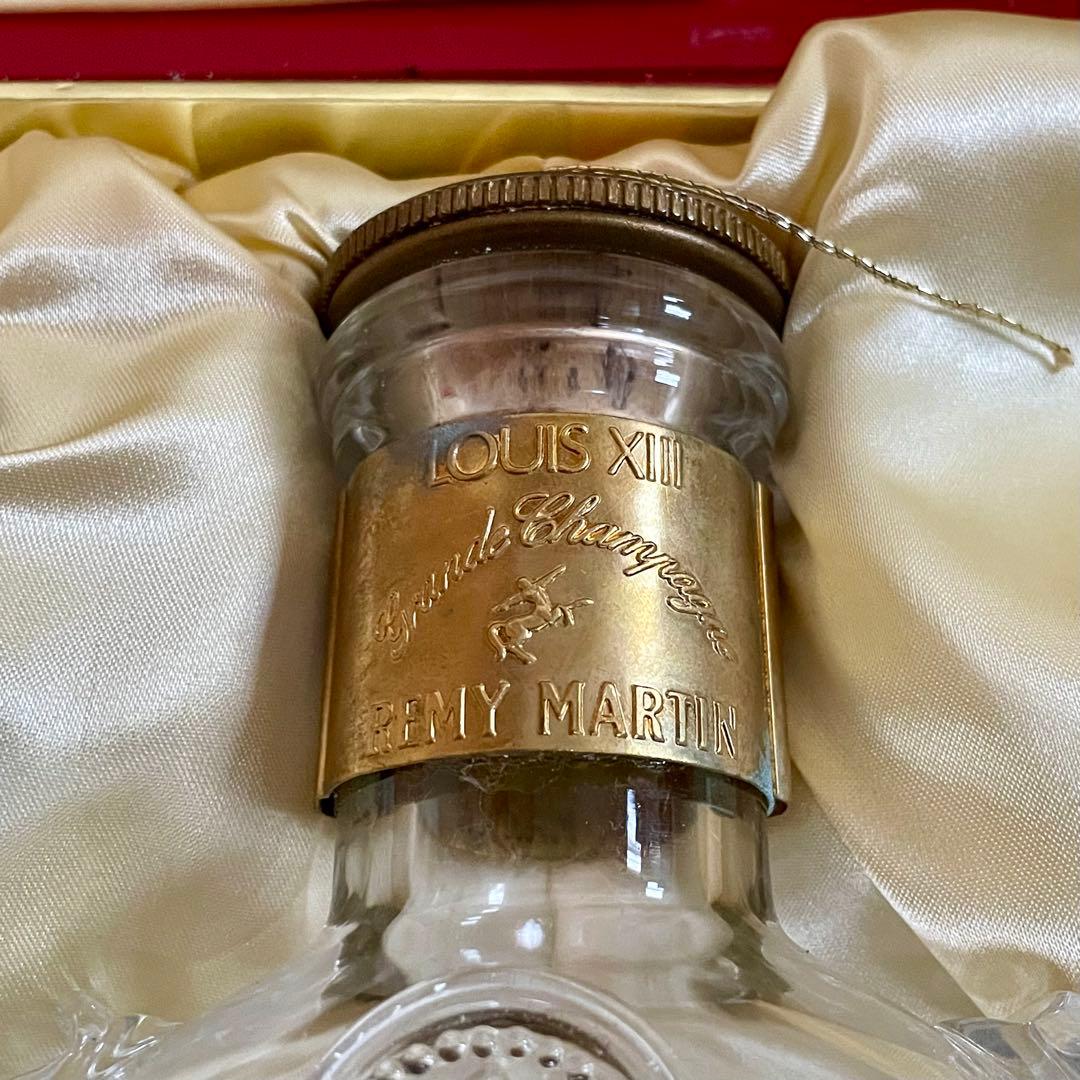 LOUIS XIII
Grande Champagne
REMY MARTIN